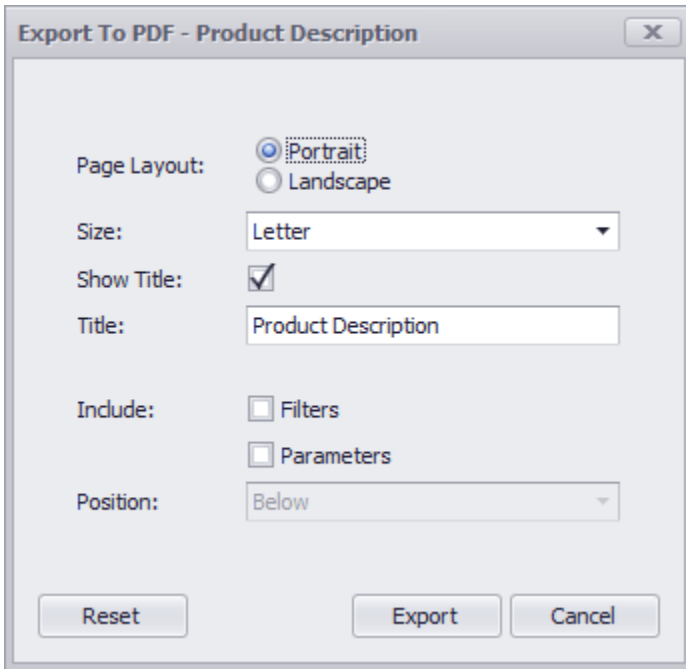 Export To PDF - Product Description
Page Layout:
Portrait
Landscape
Size:
Letter
Show Title:
Title:
Product Description
Include:
Filters
Parameters
Position:
Below
Reset
Export
Cancel